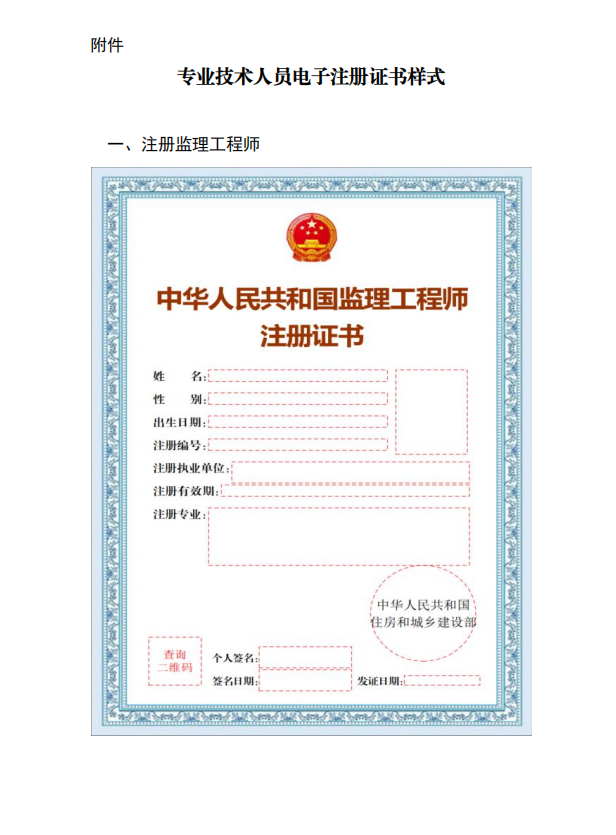 附件
专业技术人员电子注册证书样式
一、注册监理工程师
中华人民共和国监理工程师
注册证书
姓 名:
性 别:
出生日期:
注册编号:
注册执业单位:
注册有效期:
注册专业:
中华人民共和国
住房和城乡建设部
查询
二维码
个人签名:
签名日期:
发证日期: